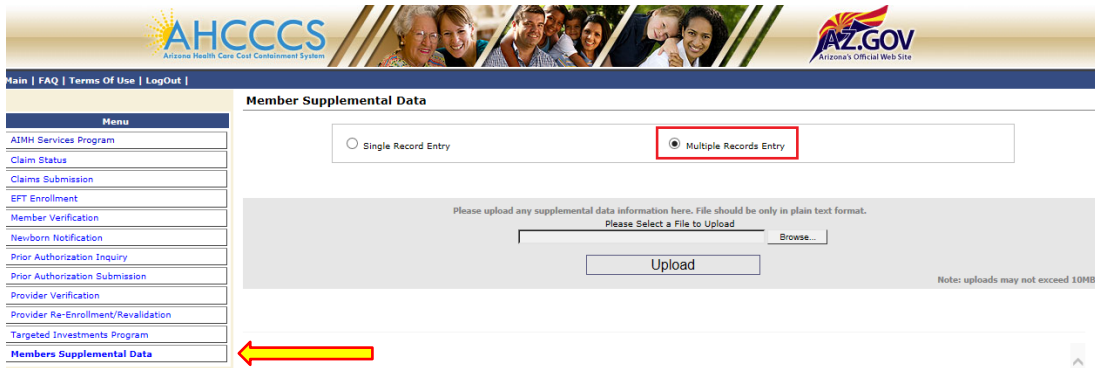 AHCCCS
Arizona Health Care Cost Containment System
AZ.GOV
Arizona's Official Web Site
Main | FAQ | Terms Of Use | LogOut |
Member Supplemental Data
Menu
AIMH Services Program
Claim Status
Claims Submission
EFT Enrollment
Member Verification
Newborn Notification
Prior Authorization Inquiry
Prior Authorization Submission
Provider Verification
Provider Re-Enrollment/Revalidation
Targeted Investments Program
Members Supplemental Data
Single Record Entry
Multiple Records Entry
Please upload any supplemental data information here. File should be only in plain text format.
Please Select a File to Upload
Browse...
Upload
Note: uploads may not exceed 10MB